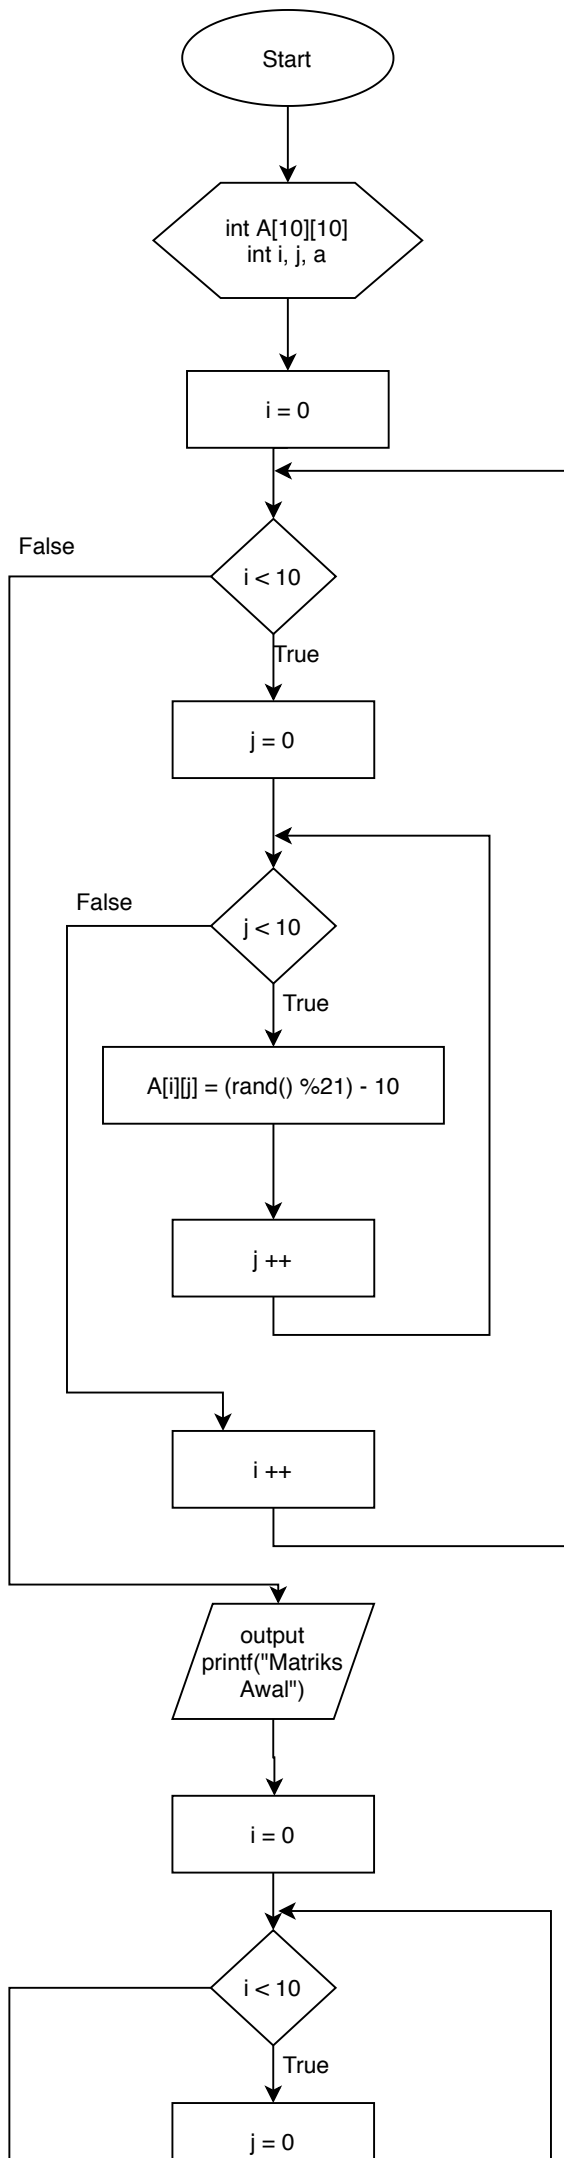 Start
int A[10][10]
int i, j, a
i = 0
False
i < 10
True
j = 0
False
j < 10
True
A[i][j] = (rand() %21) - 10
j ++
i ++
output
printf("Matriks
Awal")
i = 0
i < 10
True
j = 0